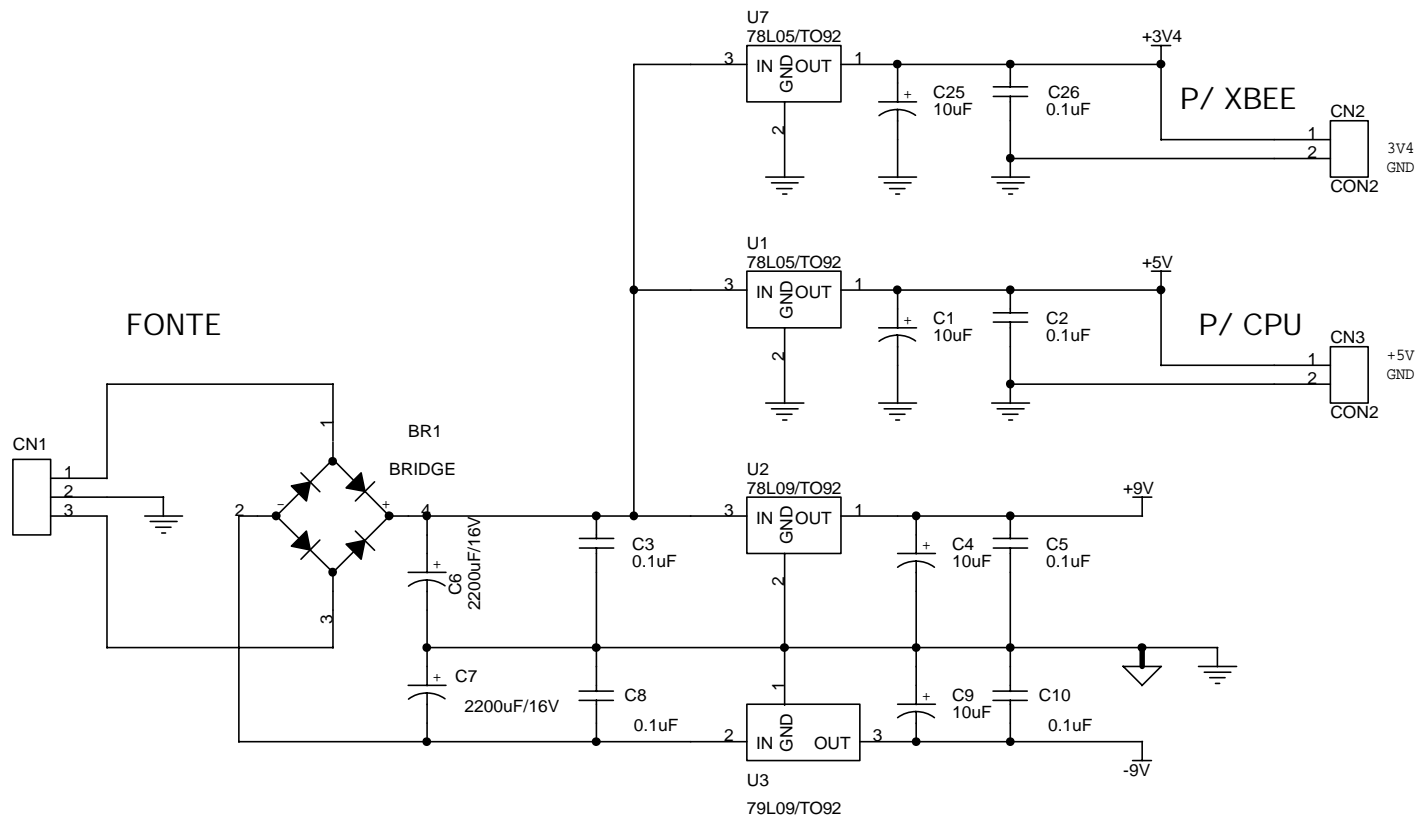 U7
78L05/TO92
3 IN GND OUT 1
2
C25
10uF
C26
0.1uF
+3V4
P/ XBEE
CN2
1
2
CON2
3V4
GND
U1
78L05/TO92
3 IN GND OUT 1
2
C1
10uF
C2
0.1uF
+5V
P/ CPU
CN3
1
2
CON2
+5V
GND
FONTE
CN1
1
2
3
BR1
BRIDGE
1
2 - + 4
3
+ C6
2200uF/16V
C3
0.1uF
U2
78L09/TO92
3 IN GND OUT 1
2
+ C4
10uF
C5
0.1uF
+9V
+ C7
2200uF/16V
C8
0.1uF
1
2 IN GND OUT 3
U3
79L09/TO92
+ C9
10uF
C10
0.1uF
-9V